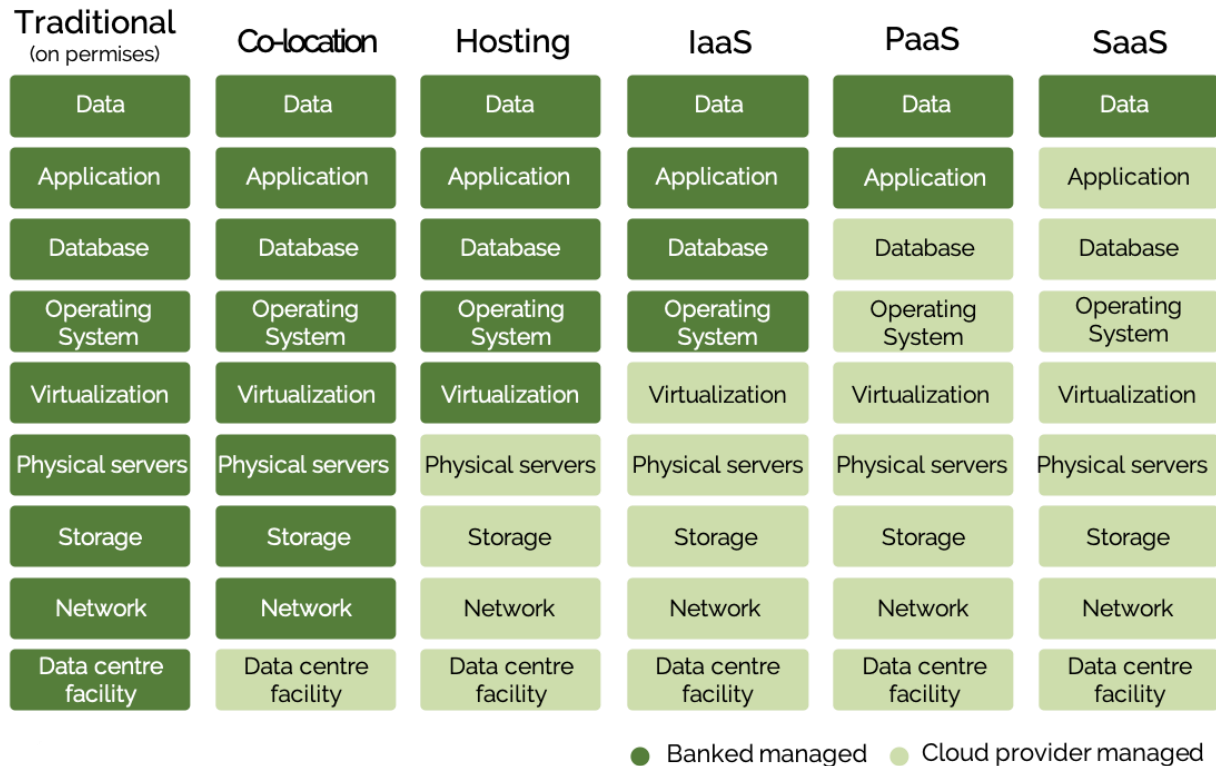 Traditional
(on permises)
Co-location
Hosting
IaaS
PaaS
SaaS
Data
Data
Data
Data
Data
Data
Application
Application
Application
Application
Application
Application
Database
Database
Database
Database
Database
Database
Operating
System
Operating
System
Operating
System
Operating
System
Operating
System
Operating
System
Virtualization
Virtualization
Virtualization
Virtualization
Virtualization
Virtualization
Physical servers
Physical servers
Physical servers
Physical servers
Physical servers
Physical servers
Storage
Storage
Storage
Storage
Storage
Storage
Network
Network
Network
Network
Network
Network
Data centre
facility
Data centre
facility
Data centre
facility
Data centre
facility
Data centre
facility
Data centre
facility
Banked managed
Cloud provider managed